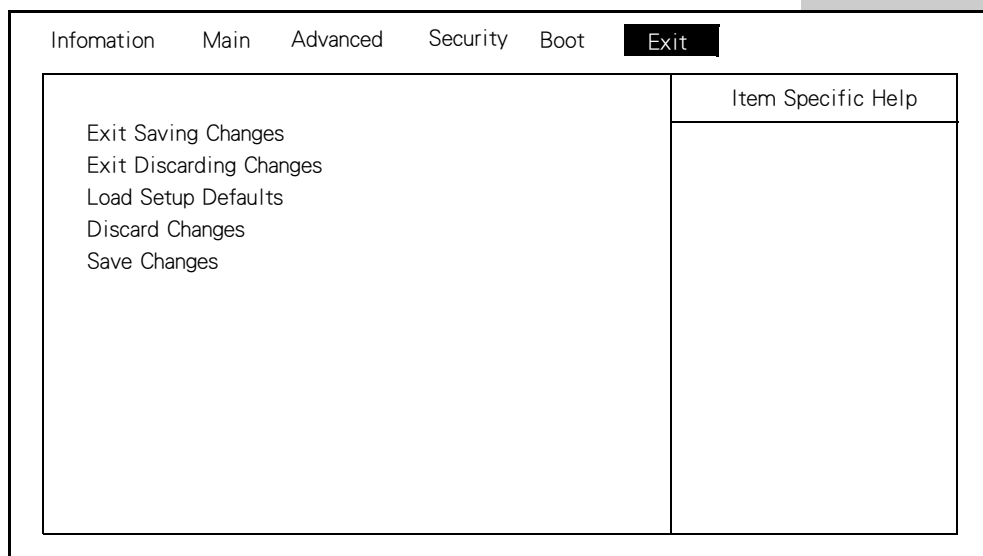 Infomation Main Advanced Security Boot Exit
Item Specific Help
Exit Saving Changes
Exit Discarding Changes
Load Setup Defaults
Discard Changes
Save Changes